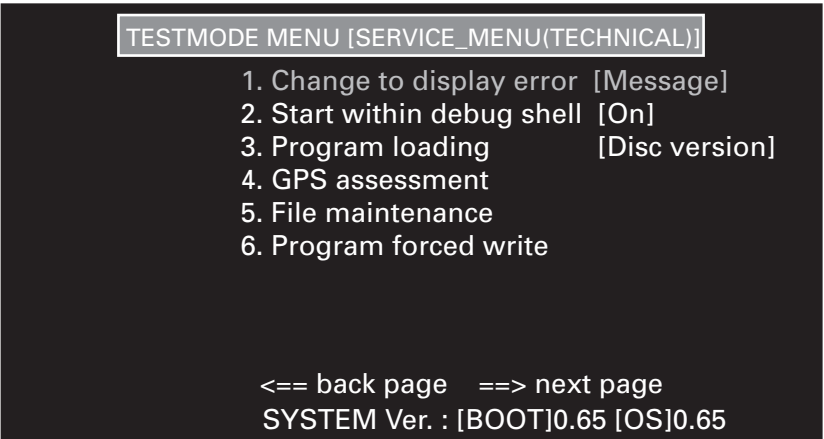 TESTMODE MENU [SERVICE_MENU(TECHNICAL)]
1. Change to display error [Message]
2. Start within debug shell [On]
3. Program loading [Disc version]
4. GPS assessment
5. File maintenance
6. Program forced write
<== back page ==> next page
SYSTEM Ver. : [BOOT]0.65 [OS]0.65